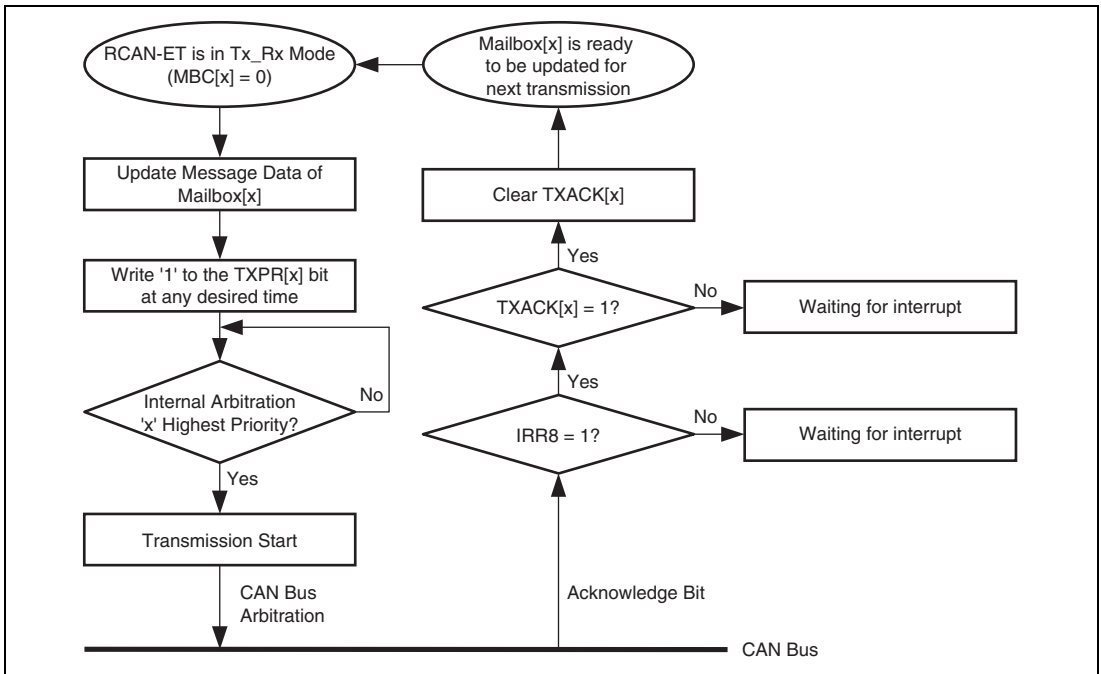 RCAN-ET is in Tx_Rx Mode
(MBC[x] = 0)
Update Message Data of
Mailbox[x]
Write '1' to the TXPR[x] bit
at any desired time
Internal Arbitration
'x' Highest Priority?
No
Yes
Transmission Start
CAN Bus
Arbitration
Mailbox[x] is ready
to be updated for
next transmission
Clear TXACK[x]
Yes
TXACK[x] = 1?
No
Waiting for interrupt
Yes
IRR8 = 1?
No
Waiting for interrupt
Acknowledge Bit
CAN Bus